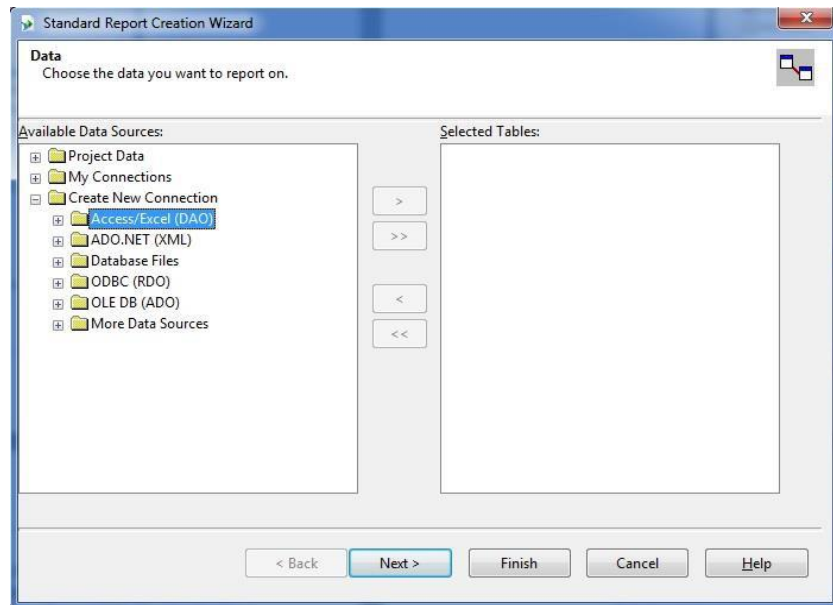 Standard Report Creation Wizard
Data
Choose the data you want to report on.
Available Data Sources:
Selected Tables:
Project Data
My Connections
Create New Connection
Access/Excel (DAO)
ADO.NET (XML)
Database Files
ODBC (RDO)
OLE DB (ADO)
More Data Sources
>
>>
<
<<
< Back Next > Finish Cancel Help